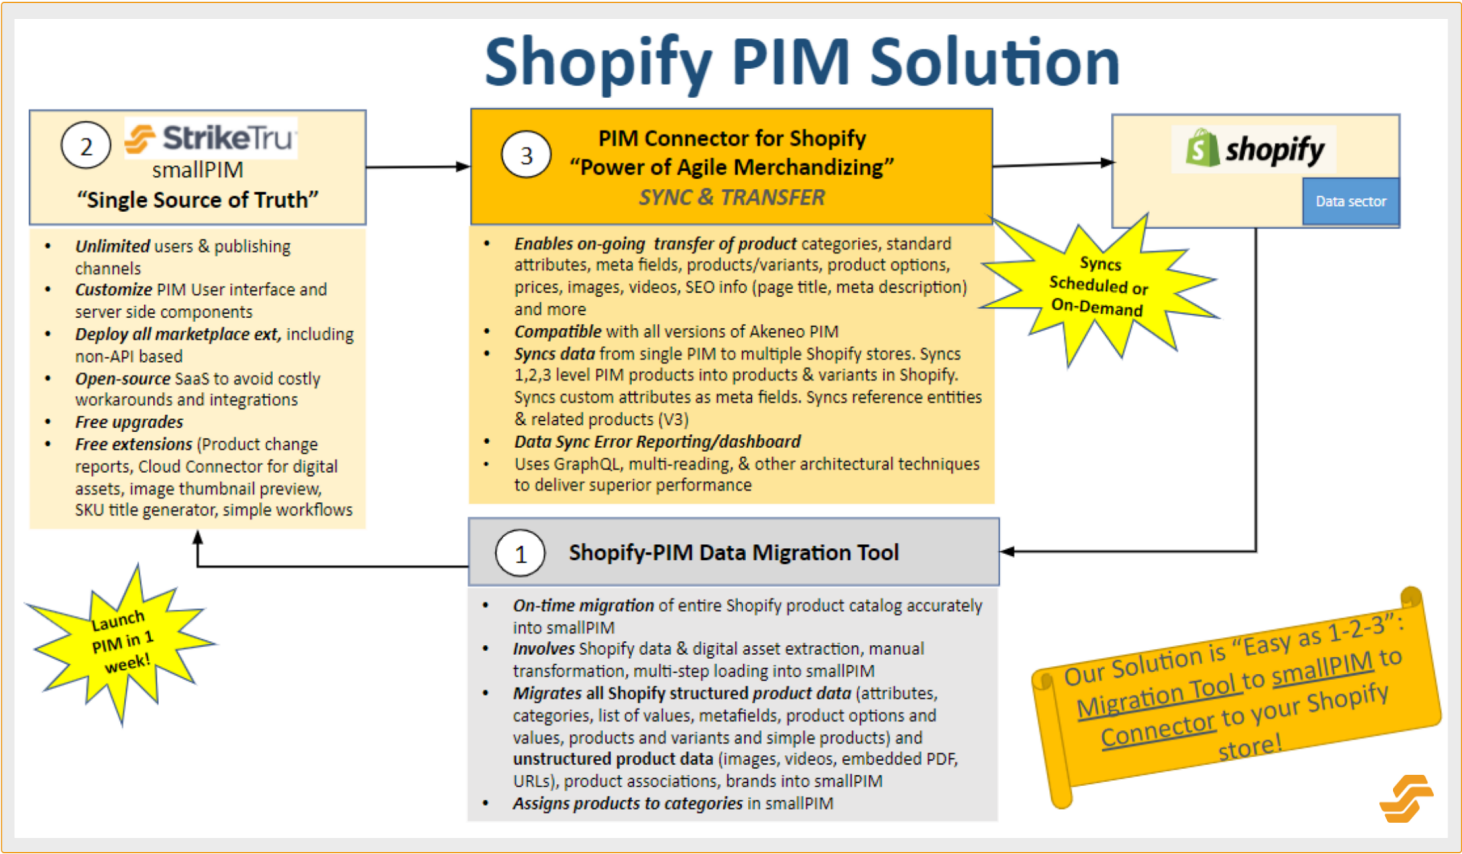 Shopify PIM Solution
2
StrikeTru
smallPIM
“Single Source of Truth”
• Unlimited users & publishing
channels
• Customize PIM User interface and
server side components
• Deploy all marketplace ext, including
non-API based
• Open-source SaaS to avoid costly
workarounds and integrations
• Free upgrades
• Free extensions (Product change
reports, Cloud Connector for digital
assets, image thumbnail preview,
SKU title generator, simple workflows
3
PIM Connector for Shopify
“Power of Agile Merchandizing”
SYNC & TRANSFER
• Enables on-going transfer of product categories, standard
attributes, meta fields, products/variants, product options,
prices, images, videos, SEO info (page title, meta description)
and more
• Compatible with all versions of Akeneo PIM
• Syncs data from single PIM to multiple Shopify stores. Syncs
1,2,3 level PIM products into products & variants in Shopify.
Syncs custom attributes as meta fields. Syncs reference entities
& related products (V3)
• Data Sync Error Reporting/dashboard
• Uses GraphQL, multi-reading, & other architectural techniques
to deliver superior performance
shopify
Data sector
Syncs
Scheduled or
On-Demand
1
Shopify-PIM Data Migration Tool
• On-time migration of entire Shopify product catalog accurately
into smallPIM
• Involves Shopify data & digital asset extraction, manual
transformation, multi-step loading into smallPIM
• Migrates all Shopify structured product data (attributes,
categories, list of values, metafields, product options and
values, products and variants and simple products) and
unstructured product data (images, videos, embedded PDF,
URLs), product associations, brands into smallPIM
• Assigns products to categories in smallPIM
Launch
PIM in 1
week!
Our Solution is “Easy as 1-2-3”:
Migration Tool to smallPIM to
Connector to your Shopify
store!